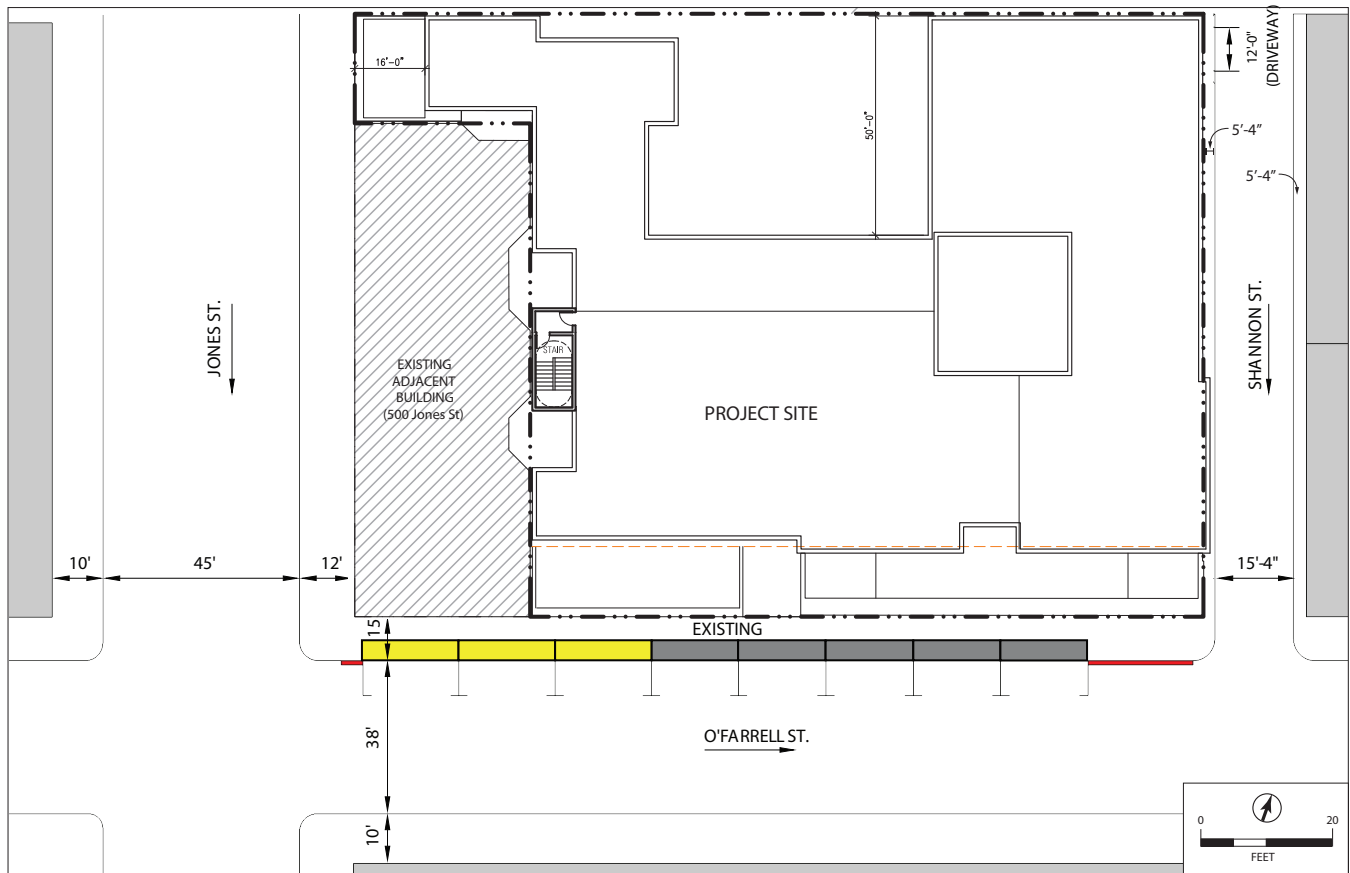 16'-0"
50'-0"
12'-0"
(DRIVEWAY)
5'-4"
5'-4"
JONES ST.
EXISTING
ADJACENT
BUILDING
(500 Jones St)
STAIR
PROJECT SITE
SHANNON ST.
10'
45'
12'
15'-4"
15
EXISTING
38'
O'FARRELL ST.
10'
0
20
FEET